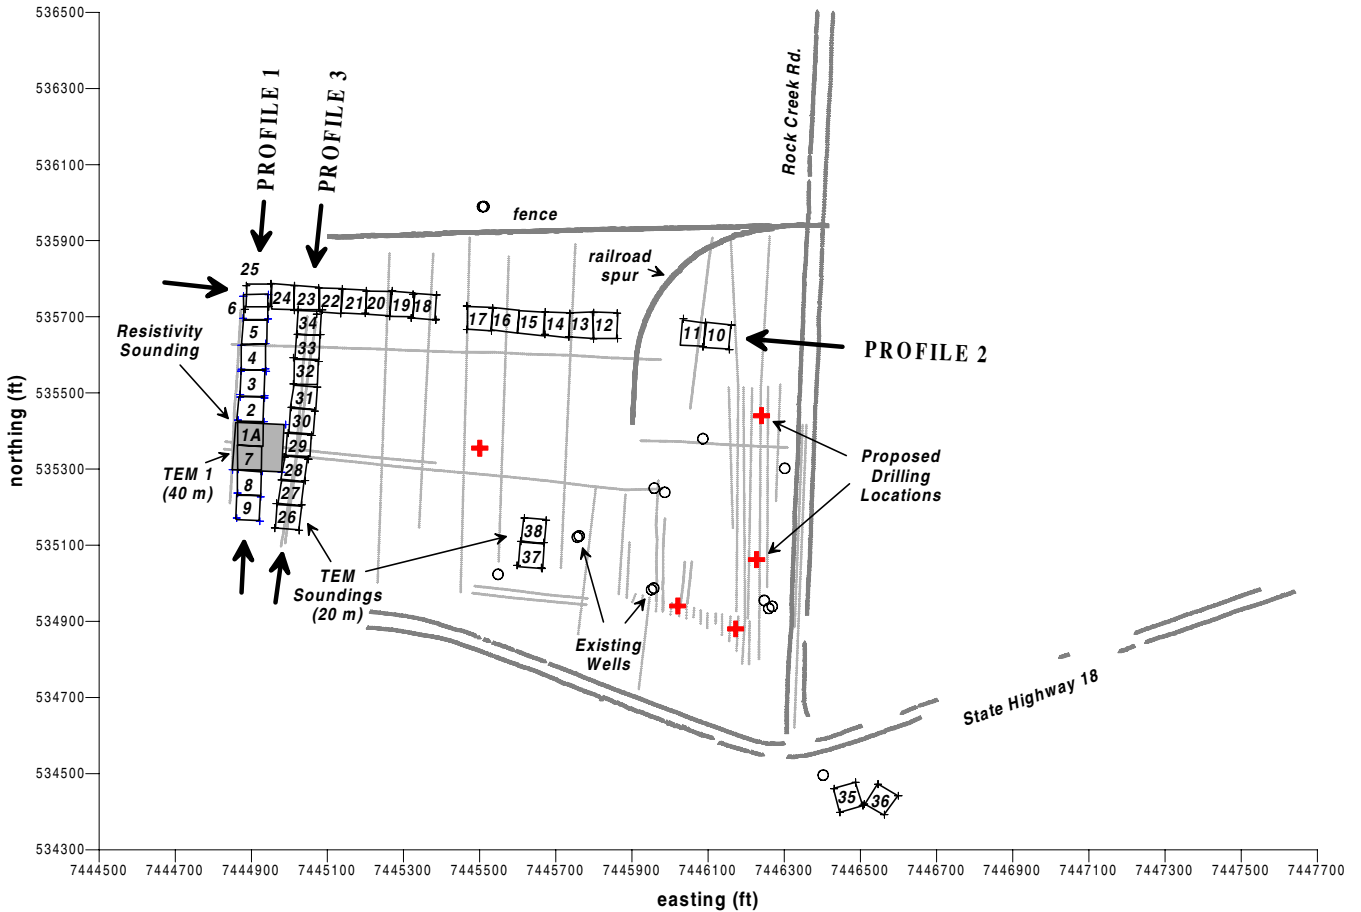 536500
536300
536100
535900
535700
535500
535300
535100
534900
534700
534500
534300
northing (ft)
7444500
7444700
7444900
7445100
7445300
7445500
7445700
7445900
7446100
7446300
7446500
7446700
7446900
7447100
7447300
7447500
7447700
easting (ft)
PROFILE 1
PROFILE 3
Rock Creek Rd.
fence
railroad
spur
25
24
23
22
21
20
19
18
17
16
15
14
13
12
11
10
PROFILE 2
6
5
4
3
2
1A
7
8
9
34
33
32
31
30
29
28
27
26
Resistivity
Sounding
TEM 1
(40 m)
38
37
TEM
Soundings
(20 m)
Existing
Wells
Proposed
Drilling
Locations
State Highway 18
35
36